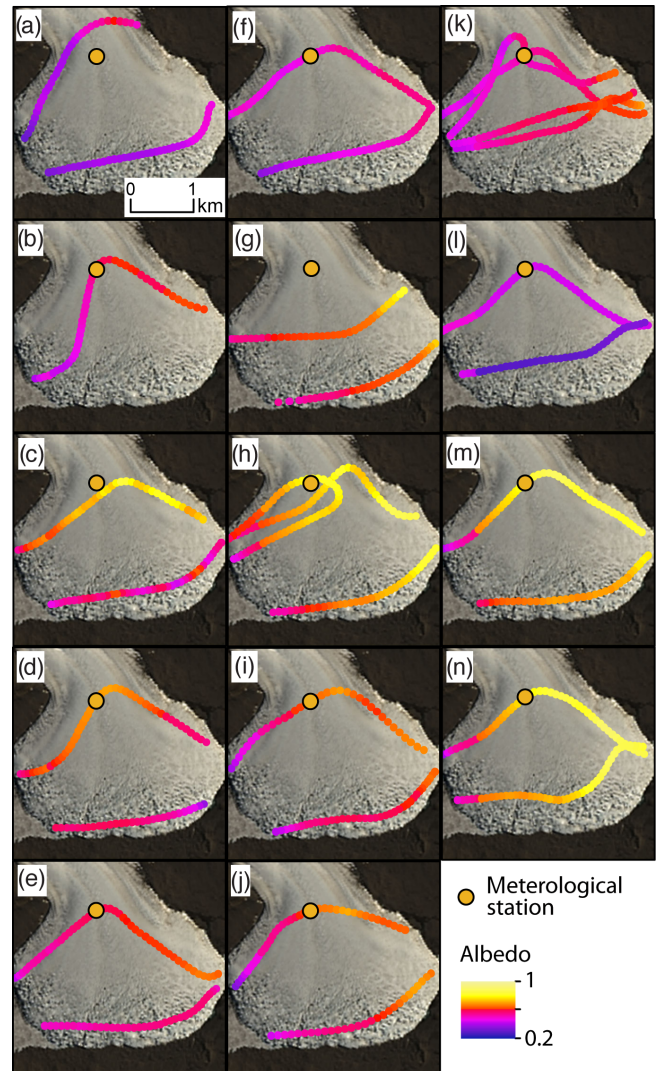 (a)
(f)
(k)
0 1
km
(b)
(g)
(l)
(c)
(h)
(m)
(d)
(i)
(n)
(e)
(j)
Meterological
station
Albedo
1
0.2